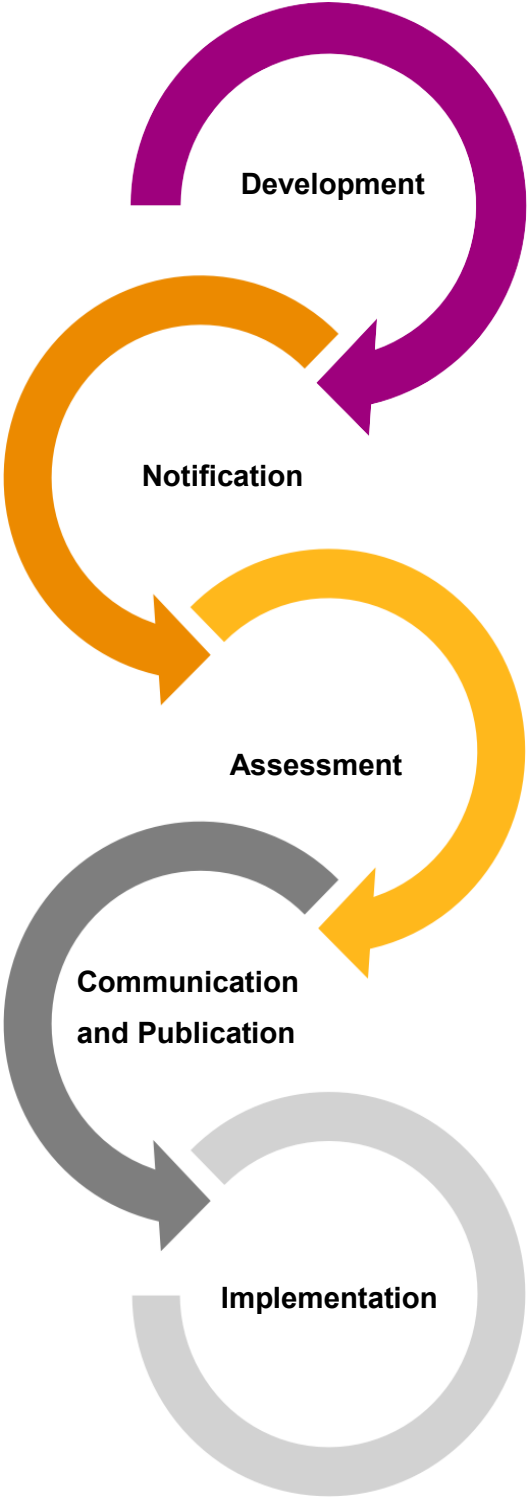 Development
Notification
Assessment
Communication
and Publication
Implementation